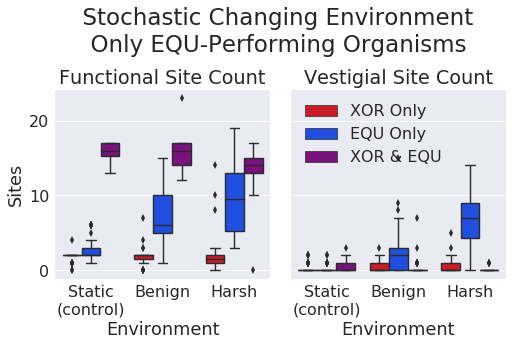 Stochastic Changing Environment
Only EQU-Performing Organisms
Functional Site Count
Vestigial Site Count
Sites
20
10
0
XOR Only
EQU Only
XOR & EQU
Static
(control)
Benign
Harsh
Environment
Static
(control)
Benign
Harsh
Environment